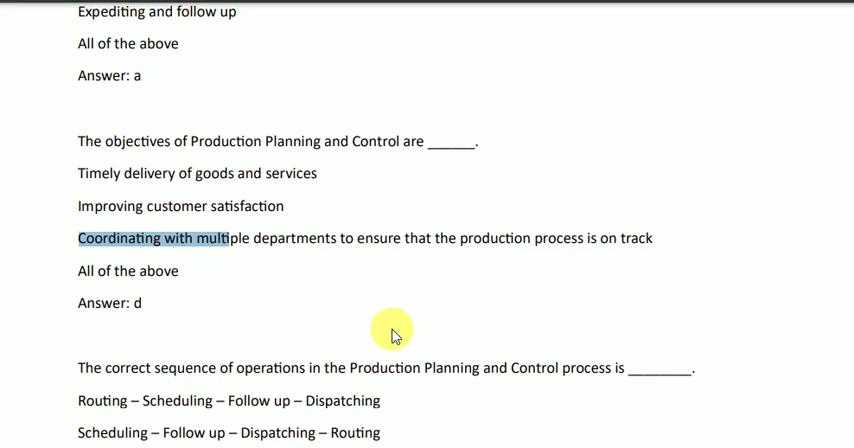 Expediting and follow up
All of the above
Answer: a
The objectives of Production Planning and Control are ______.
Timely delivery of goods and services
Improving customer satisfaction
Coordinating with multiple departments to ensure that the production process is on track
All of the above
Answer: d
The correct sequence of operations in the Production Planning and Control process is ________.
Routing – Scheduling – Follow up – Dispatching
Scheduling – Follow up – Dispatching – Routing